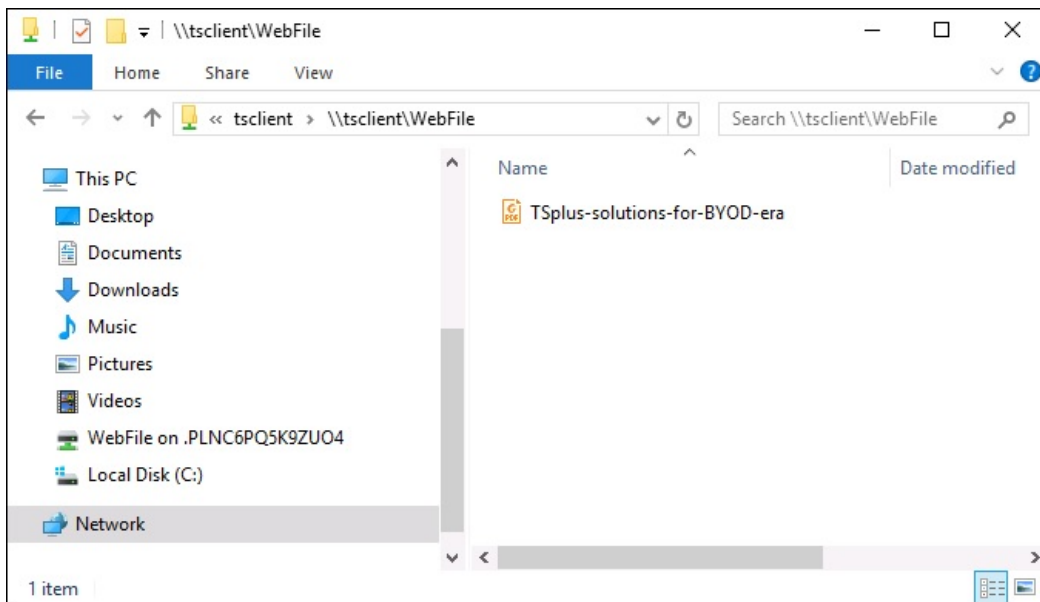 \\tsclient\WebFile
File Home Share View
« tsclient › \\tsclient\WebFile Search \\tsclient\WebFile
This PC
Desktop
Documents
Downloads
Music
Pictures
Videos
WebFile on .PLNC6PQ5K9ZUO4
Local Disk (C:)
Network
Name Date modified
TSplus-solutions-for-BYOD-era
1 item